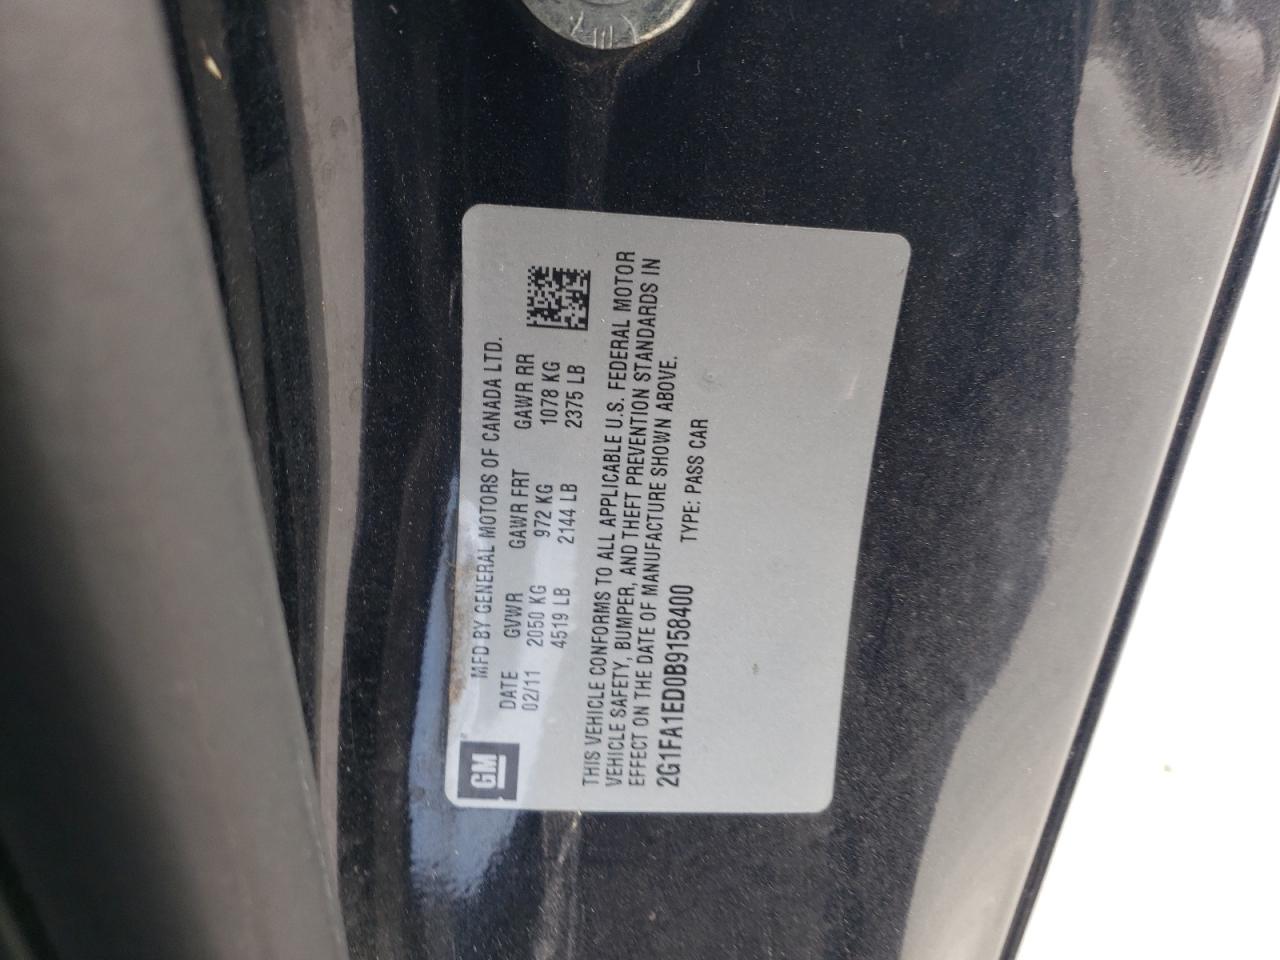 GM
MFD BY GENERAL MOTORS OF CANADA LTD.
DATE GVWR GAWR FRT GAWR RR
02/11 2050 KG 972 KG 1078 KG
4519 LB 2144 LB 2375 LB
THIS VEHICLE CONFORMS TO ALL APPLICABLE U.S. FEDERAL MOTOR
VEHICLE SAFETY, BUMPER, AND THEFT PREVENTION STANDARDS IN
EFFECT ON THE DATE OF MANUFACTURE SHOWN ABOVE.
2G1FA1ED0B9158400 TYPE: PASS CAR